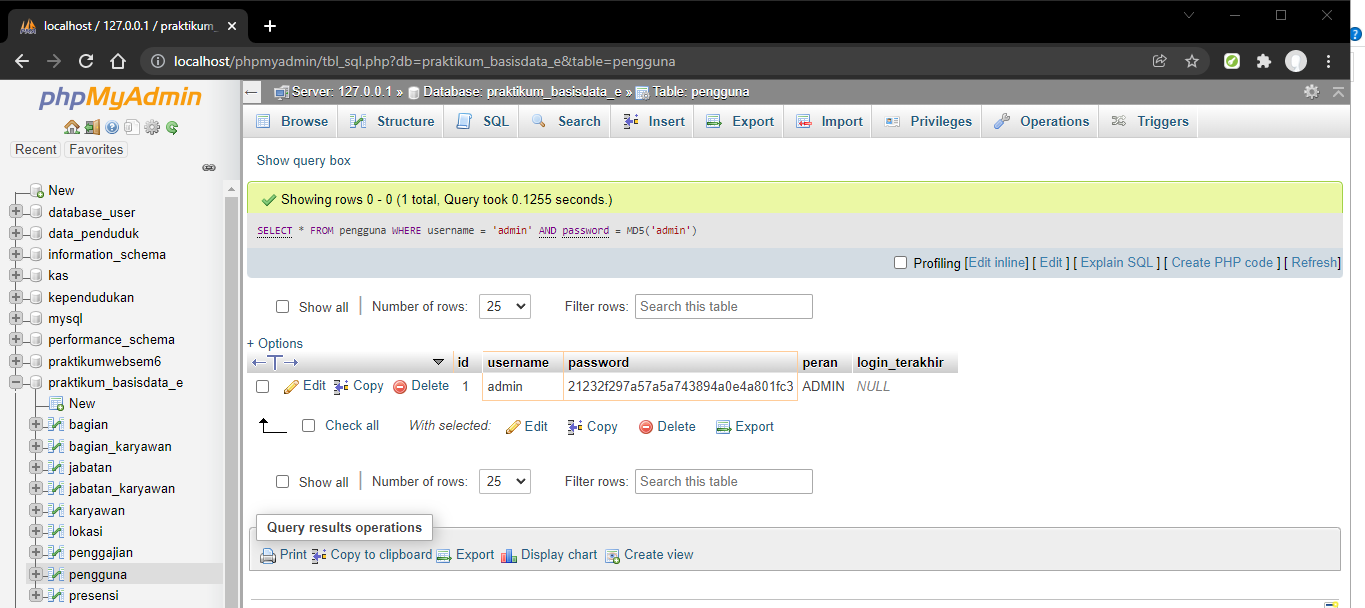 localhost / 127.0.0.1 / praktikum_
localhost/phpmyadmin/tbl_sql.php?db=praktikum_basisdata_e&table=pengguna
phpMyAdmin
Recent Favorites
New
database_user
data_penduduk
information_schema
kas
kependudukan
mysql
performance_schema
praktikumwebsem6
praktikum_basisdata_e
New
bagian
bagian_karyawan
jabatan
jabatan_karyawan
karyawan
lokasi
penggajian
pengguna
presensi
Server: 127.0.0.1 » Database: praktikum_basisdata_e » Table: pengguna
Browse Structure SQL Search Insert Export Import Privileges Operations Triggers
Show query box
Showing rows 0 - 0 (1 total, Query took 0.1255 seconds.)
SELECT * FROM pengguna WHERE username = 'admin' AND password = MD5('admin')
Profiling [Edit inline] [ Edit ] [ Explain SQL ] [ Create PHP code ] [ Refresh]
Show all | Number of rows: 25 Filter rows: Search this table
+ Options
←T→ id username password peran login_terakhir
Edit Copy Delete 1 admin 21232f297a57a5a743894a0e4a801fc3 ADMIN NULL
Check all With selected: Edit Copy Delete Export
Show all | Number of rows: 25 Filter rows: Search this table
Query results operations
Print Copy to clipboard Export Display chart Create view